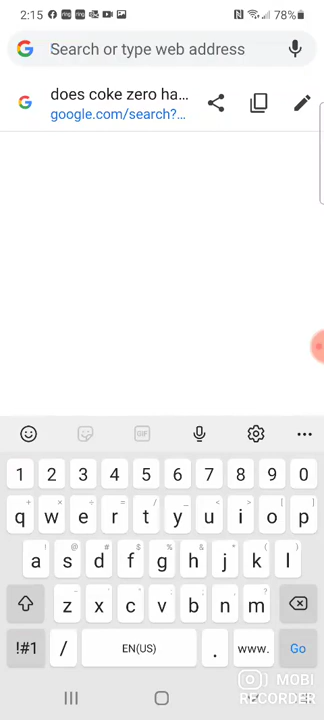 2:15 78%
Search or type web address
does coke zero ha...
google.com/search?...
GIF
1 2 3 4 5 6 7 8 9 0
+ × ÷ = / _ < > [ ]
q w e r t y u i o p
@ # $ % & * ( )
a s d f g h j k l
- ' " : ; , ?
z x c v b n m
!#1 / EN(US) . www. Go
MOBI
RECORDER